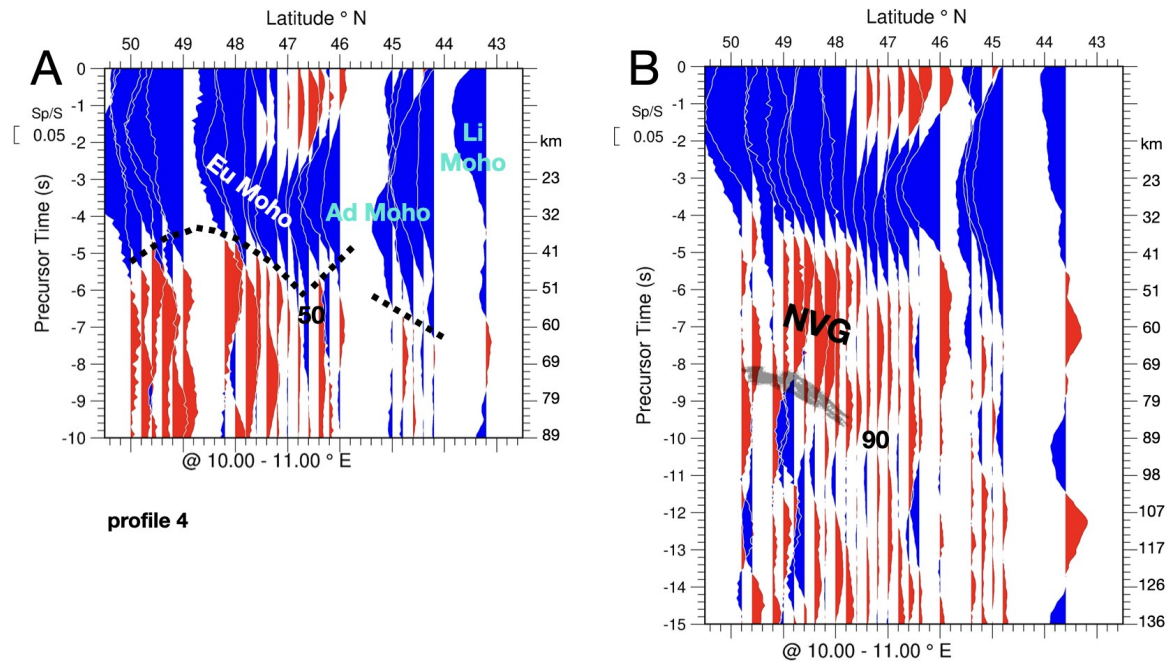 A
Latitude ° N
50 49 48 47 46 45 44 43
Sp/S
0.05
Precursor Time (s)
0
-1
-2
-3
-4
-5
-6
-7
-8
-9
-10
km
23
32
41
51
60
69
79
89
Eu Moho
Ad Moho
Li
Moho
50
@ 10.00 - 11.00 ° E
profile 4
B
Latitude ° N
50 49 48 47 46 45 44 43
Sp/S
0.05
Precursor Time (s)
0
-1
-2
-3
-4
-5
-6
-7
-8
-9
-10
-11
-12
-13
-14
-15
km
23
32
41
51
60
69
79
89
98
107
117
126
136
NVG
90
@ 10.00 - 11.00 ° E